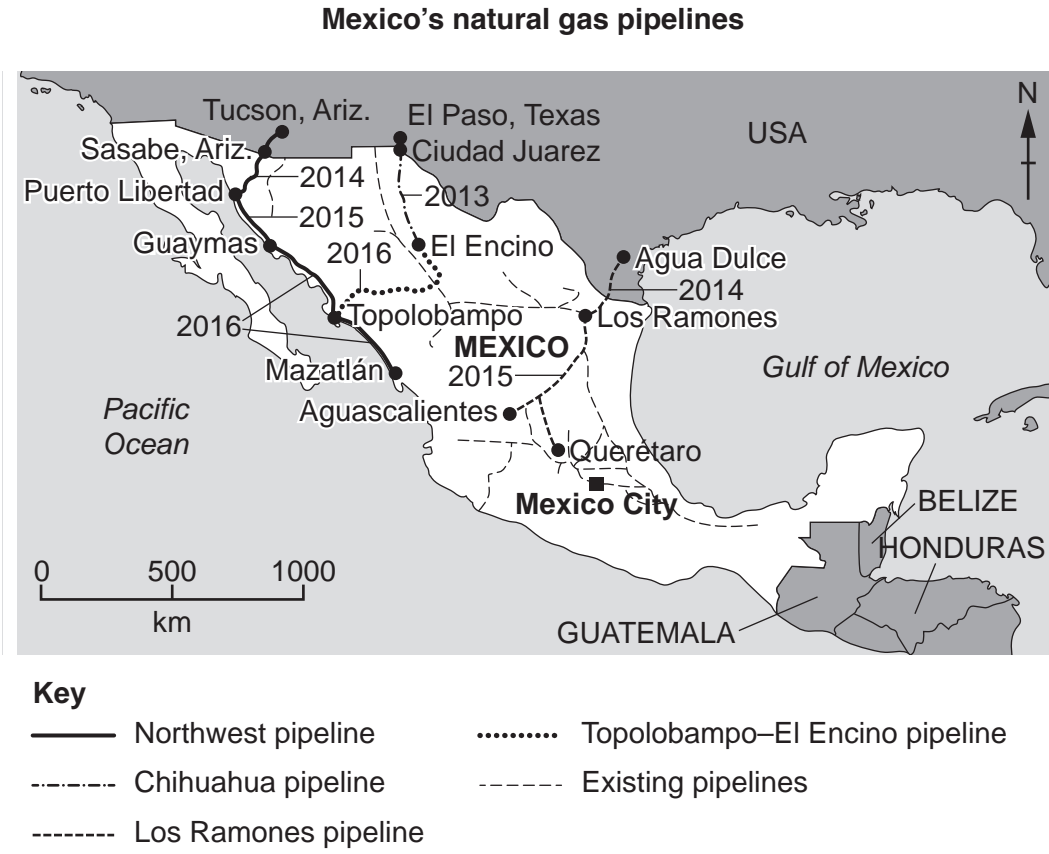 Mexico’s natural gas pipelines
N
Tucson, Ariz.
El Paso, Texas
USA
Sasabe, Ariz.
Ciudad Juarez
2014
Puerto Libertad
2013
2015
Guaymas
2016
El Encino
Agua Dulce
2014
2016
Topolobampo
Los Ramones
MEXICO
Mazatlán
2015
Gulf of Mexico
Aguascalientes
Pacific
Ocean
Querétaro
Mexico City
BELIZE
HONDURAS
0 500 1000
km
GUATEMALA
Key
Northwest pipeline
Topolobampo–El Encino pipeline
Chihuahua pipeline
Existing pipelines
Los Ramones pipeline